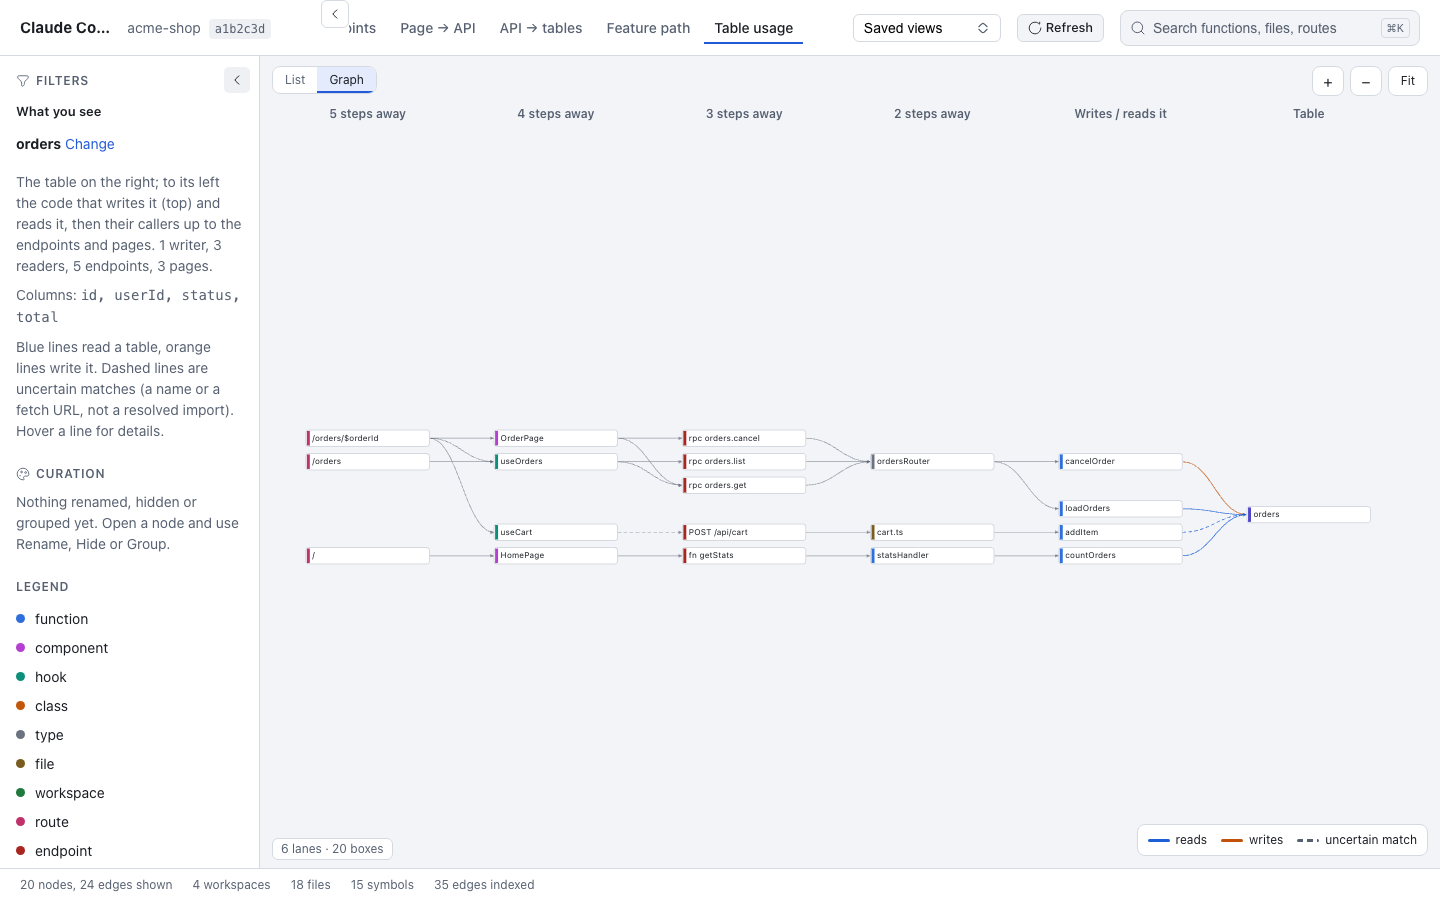 Claude Co...
acme-shop
a1b2c3d
oints
Page → API
API → tables
Feature path
Table usage
Saved views
Refresh
Search functions, files, routes
⌘K
FILTERS
What you see
orders Change
The table on the right; to its left
the code that writes it (top) and
reads it, then their callers up to the
endpoints and pages. 1 writer, 3
readers, 5 endpoints, 3 pages.
Columns: id, userId, status,
total
Blue lines read a table, orange
lines write it. Dashed lines are
uncertain matches (a name or a
fetch URL, not a resolved import).
Hover a line for details.
CURATION
Nothing renamed, hidden or
grouped yet. Open a node and use
Rename, Hide or Group.
LEGEND
function
component
hook
class
type
file
workspace
route
endpoint
List
Graph
+
−
Fit
5 steps away
4 steps away
3 steps away
2 steps away
Writes / reads it
Table
/orders/$orderId
OrderPage
rpc orders.cancel
/orders
useOrders
rpc orders.list
ordersRouter
cancelOrder
rpc orders.get
loadOrders
orders
useCart
POST /api/cart
cart.ts
addItem
/
HomePage
fn getStats
statsHandler
countOrders
6 lanes · 20 boxes
reads
writes
uncertain match
20 nodes, 24 edges shown
4 workspaces
18 files
15 symbols
35 edges indexed